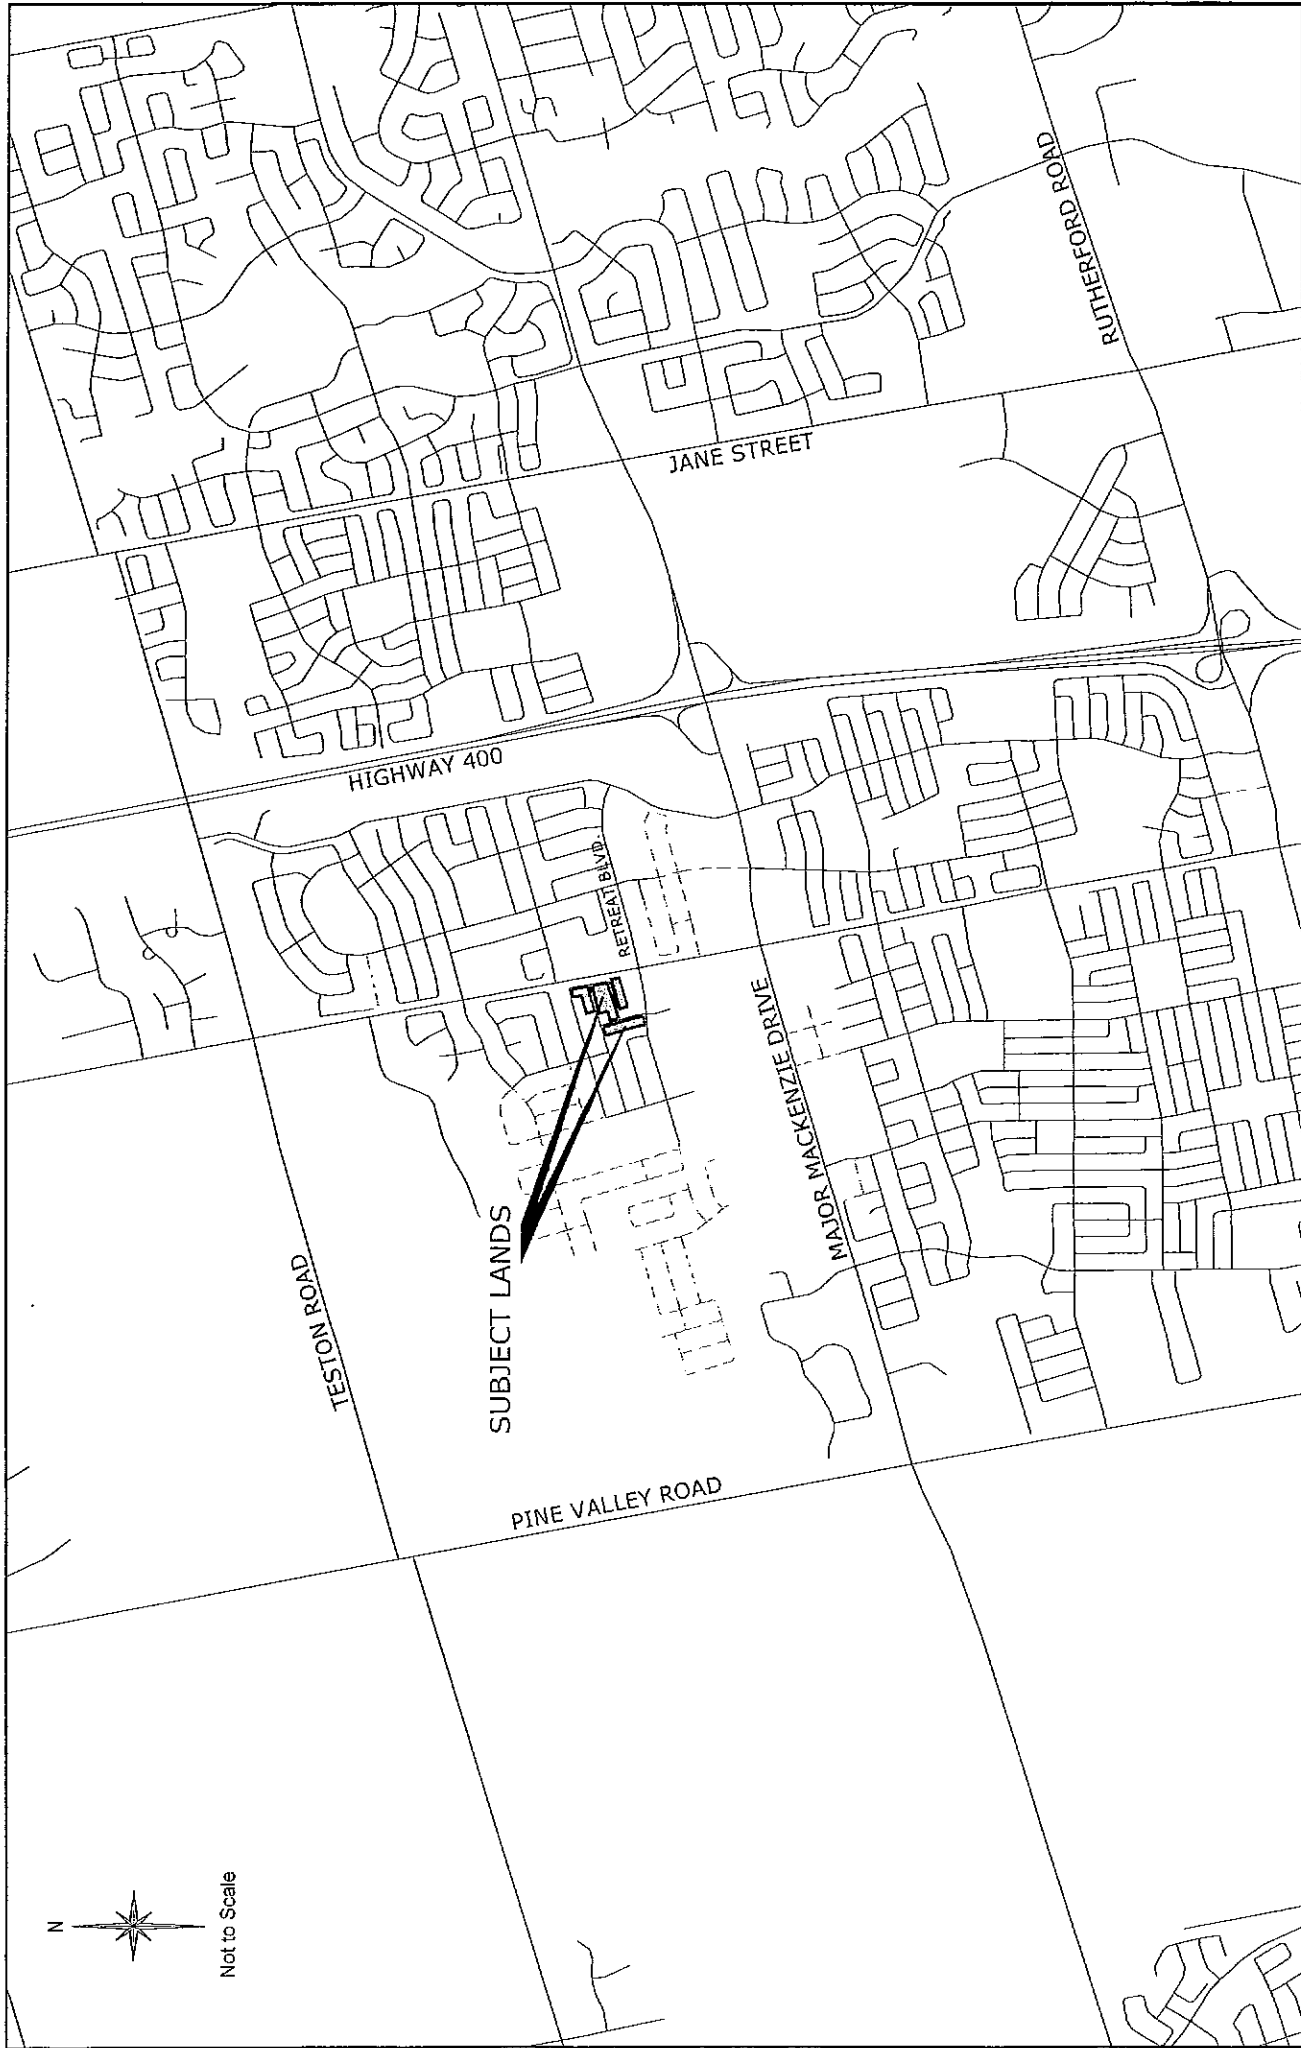 N
Not to Scale
TESTON ROAD
SUBJECT LANDS
PINE VALLEY ROAD
HIGHWAY 400
RETREAT BLVD.
MAJOR MACKENZIE DRIVE
JANE STREET
RUTHERFORD ROAD